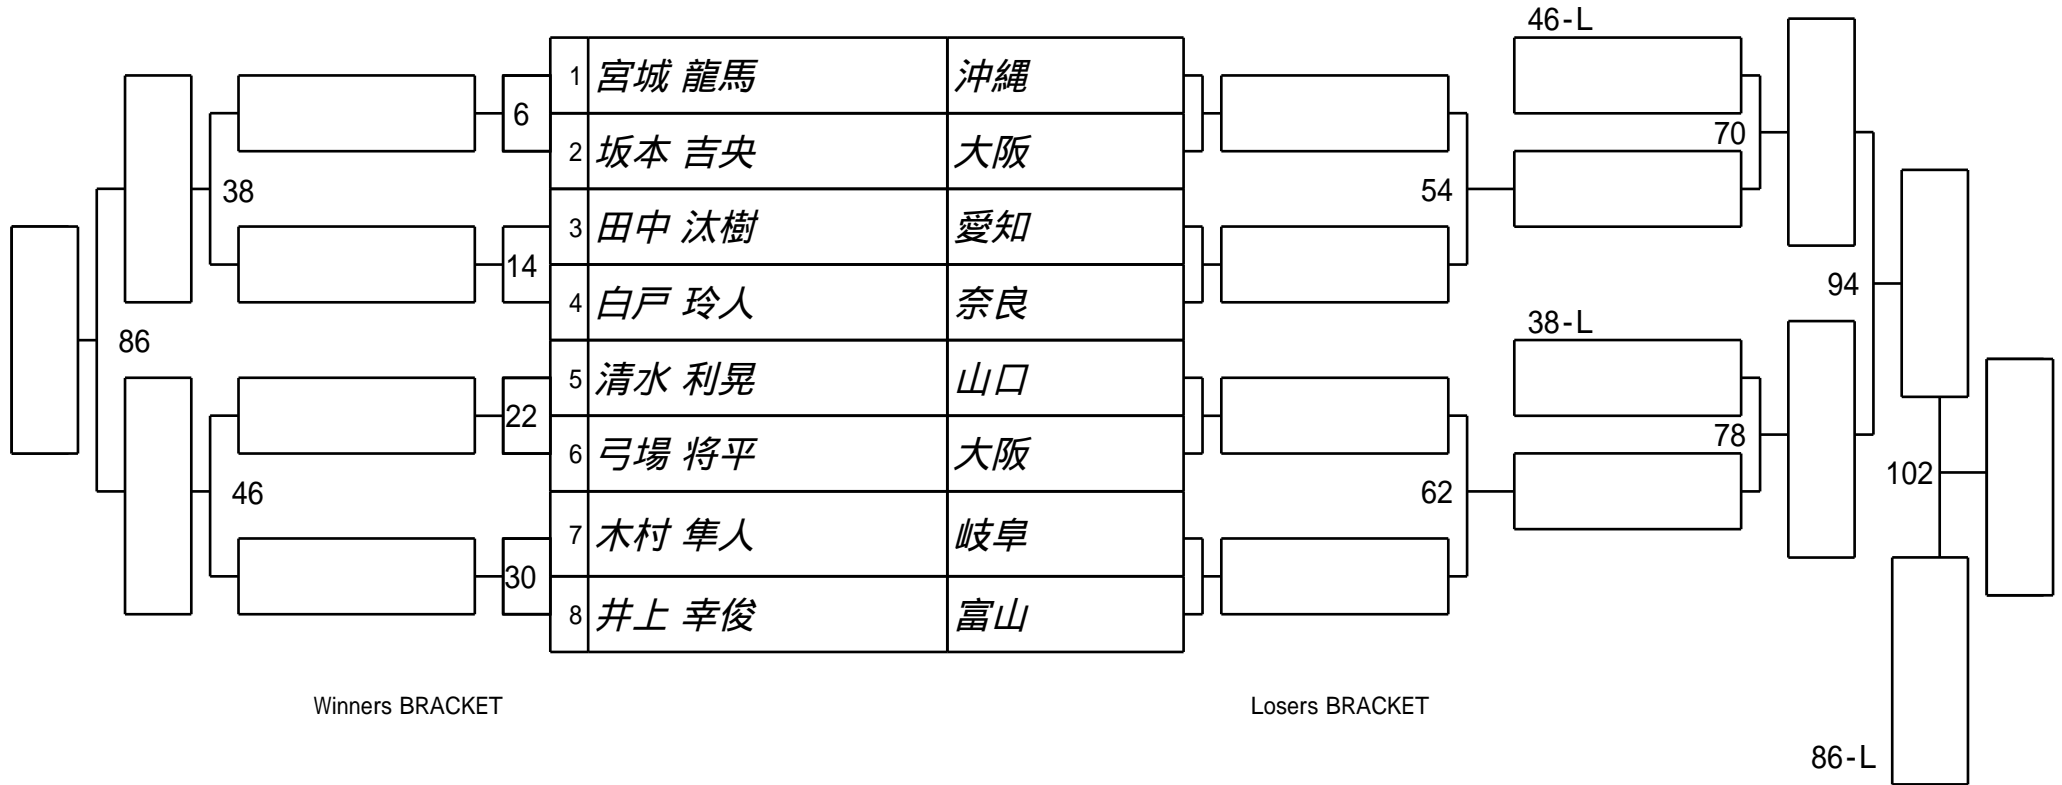 46-L
1 宮城 龍馬 沖縄
6
2 坂本 吉央 大阪
70
38
54
3 田中 汰樹 愛知
14
4 白戸 玲人 奈良
94
86
38-L
5 清水 利晃 山口
22
6 弓場 将平 大阪
78
46
62
102
7 木村 隼人 岐阜
30
8 井上 幸俊 富山
Winners BRACKET
Losers BRACKET
86-L